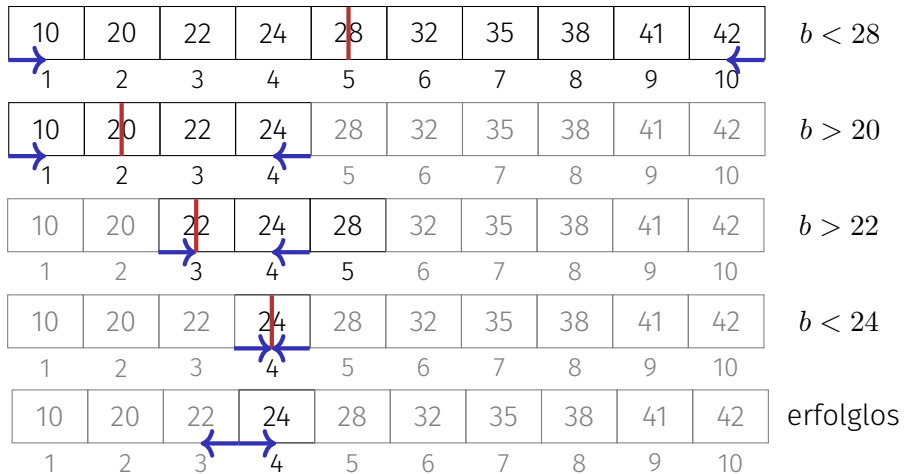 10 20 22 24 28 32 35 38 41 42 b < 28
1 2 3 4 5 6 7 8 9 10
10 20 22 24 28 32 35 38 41 42 b > 20
1 2 3 4 5 6 7 8 9 10
10 20 22 24 28 32 35 38 41 42 b > 22
1 2 3 4 5 6 7 8 9 10
10 20 22 24 28 32 35 38 41 42 b < 24
1 2 3 4 5 6 7 8 9 10
10 20 22 24 28 32 35 38 41 42 erfolglos
1 2 3 4 5 6 7 8 9 10